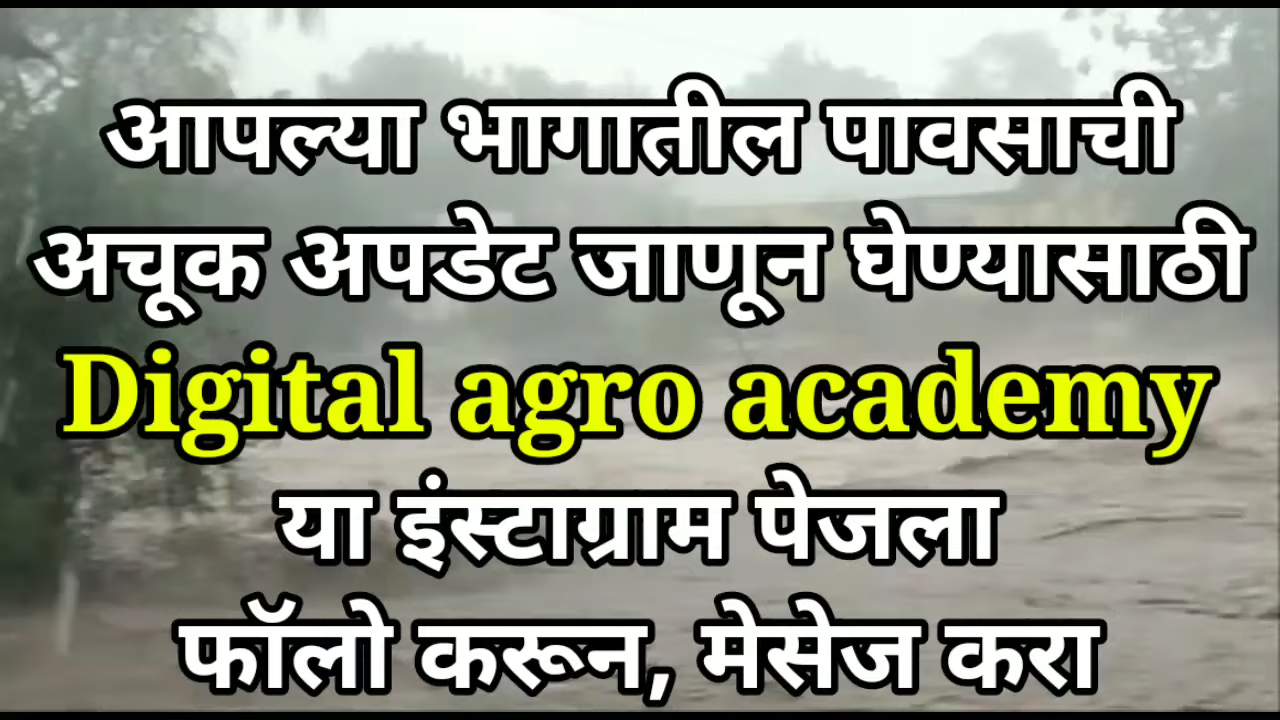 आपल्या भागातील पावसाची
अचूक अपडेट जाणून घेण्यासाठी
Digital agro academy
या इंस्टाग्राम पेजला
फॉलो करून, मेसेज करा